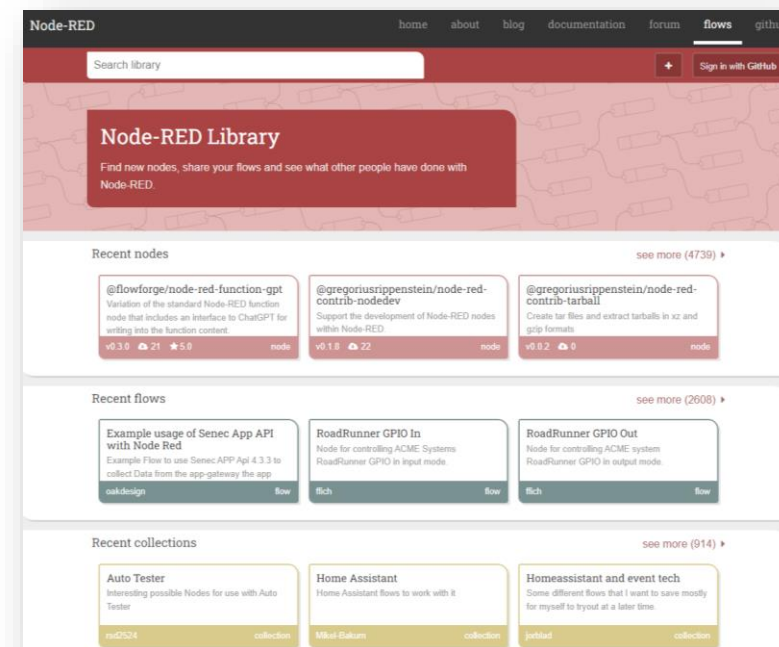 Node-RED
home about blog documentation forum flows githu
Search library
+ Sign in with GitHub
Node-RED Library
Find new nodes, share your flows and see what other people have done with
Node-RED.
Recent nodes
see more (4739)
@flowforge/node-red-function-gpt
Variation of the standard Node-RED function
node that includes an interface to ChatGPT for
writing into the function content.
v0.3.0 21 5.0 node
@gregoriusrippenstein/node-red-
contrib-nodedev
Support the development of Node-RED nodes
within Node-RED
v0.1.8 22 node
@gregoriusrippenstein/node-red-
contrib-tarball
Create tar files and extract tarballs in xz and
gzip formats
v0.0.2 0 node
Recent flows
see more (2608)
Example usage of Senec App API
with Node Red
Example Flow to use Senec APP Api 4.3.3 to
collect Data from the app-gateway the app
oakdesign flow
RoadRunner GPIO In
Node for controlling ACME Systems
RoadRunner GPIO in input mode.
ffich flow
RoadRunner GPIO Out
Node for controlling ACME system
RoadRunner GPIO in output mode.
ffich flow
Recent collections
see more (914)
Auto Tester
Interesting possible Nodes for use with Auto
Tester
rsd2524 collection
Home Assistant
Home Assistant flows to work with it
Mikel-Bakum collection
Homeassistant and event tech
Some different flows that I want to save mostly
for myself to tryout at a later time.
collection